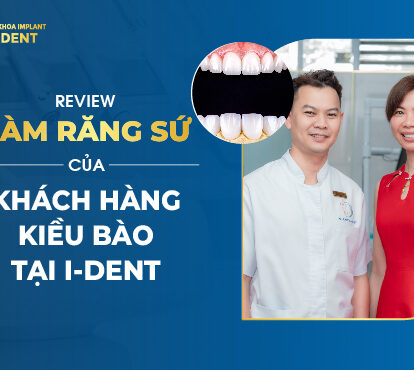 KHOA IMPLANT
DENT
REVIEW
ÀM RĂNG SỨ
CỦA
KHÁCH HÀNG
KIỀU BÀO
TẠI I-DENT